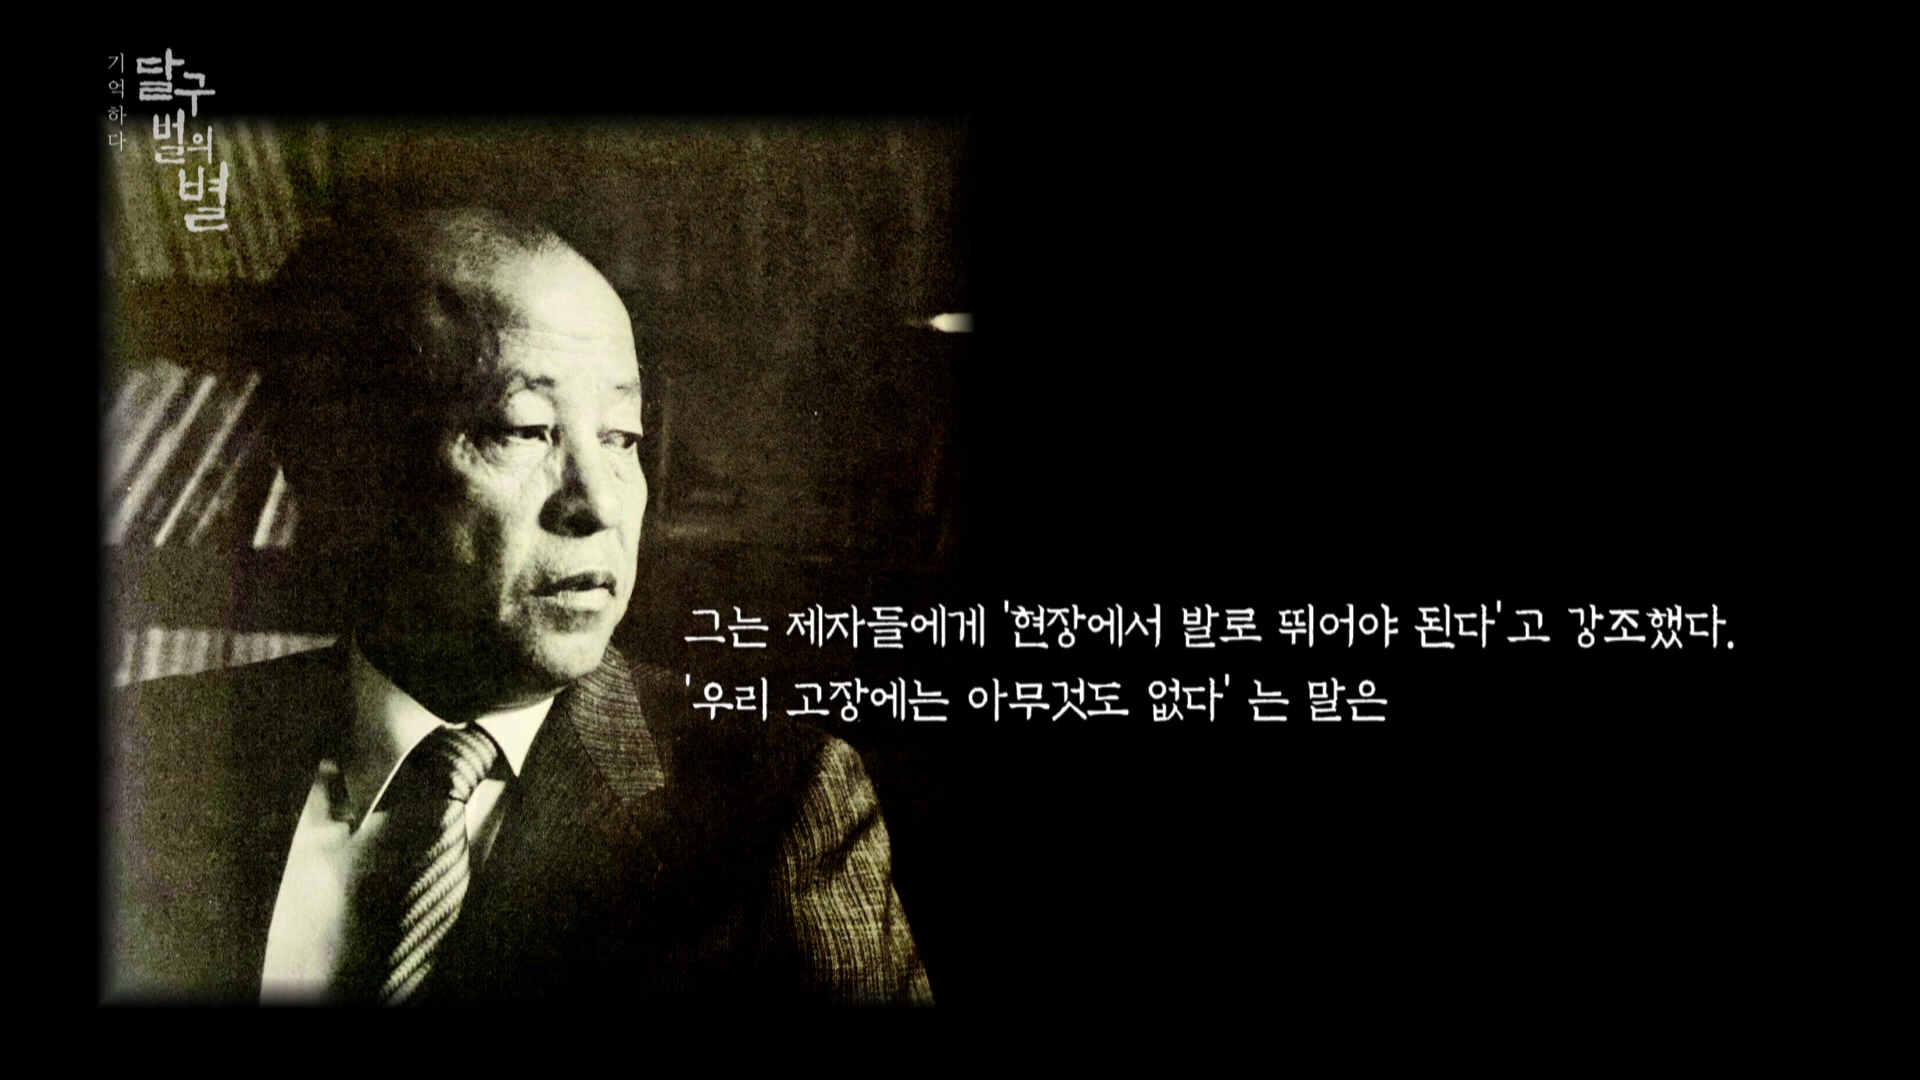 기억하다
달구
벌의
별
그는 제자들에게 '현장에서 발로 뛰어야 된다'고 강조했다.
'우리 고장에는 아무것도 없다' 는 말은